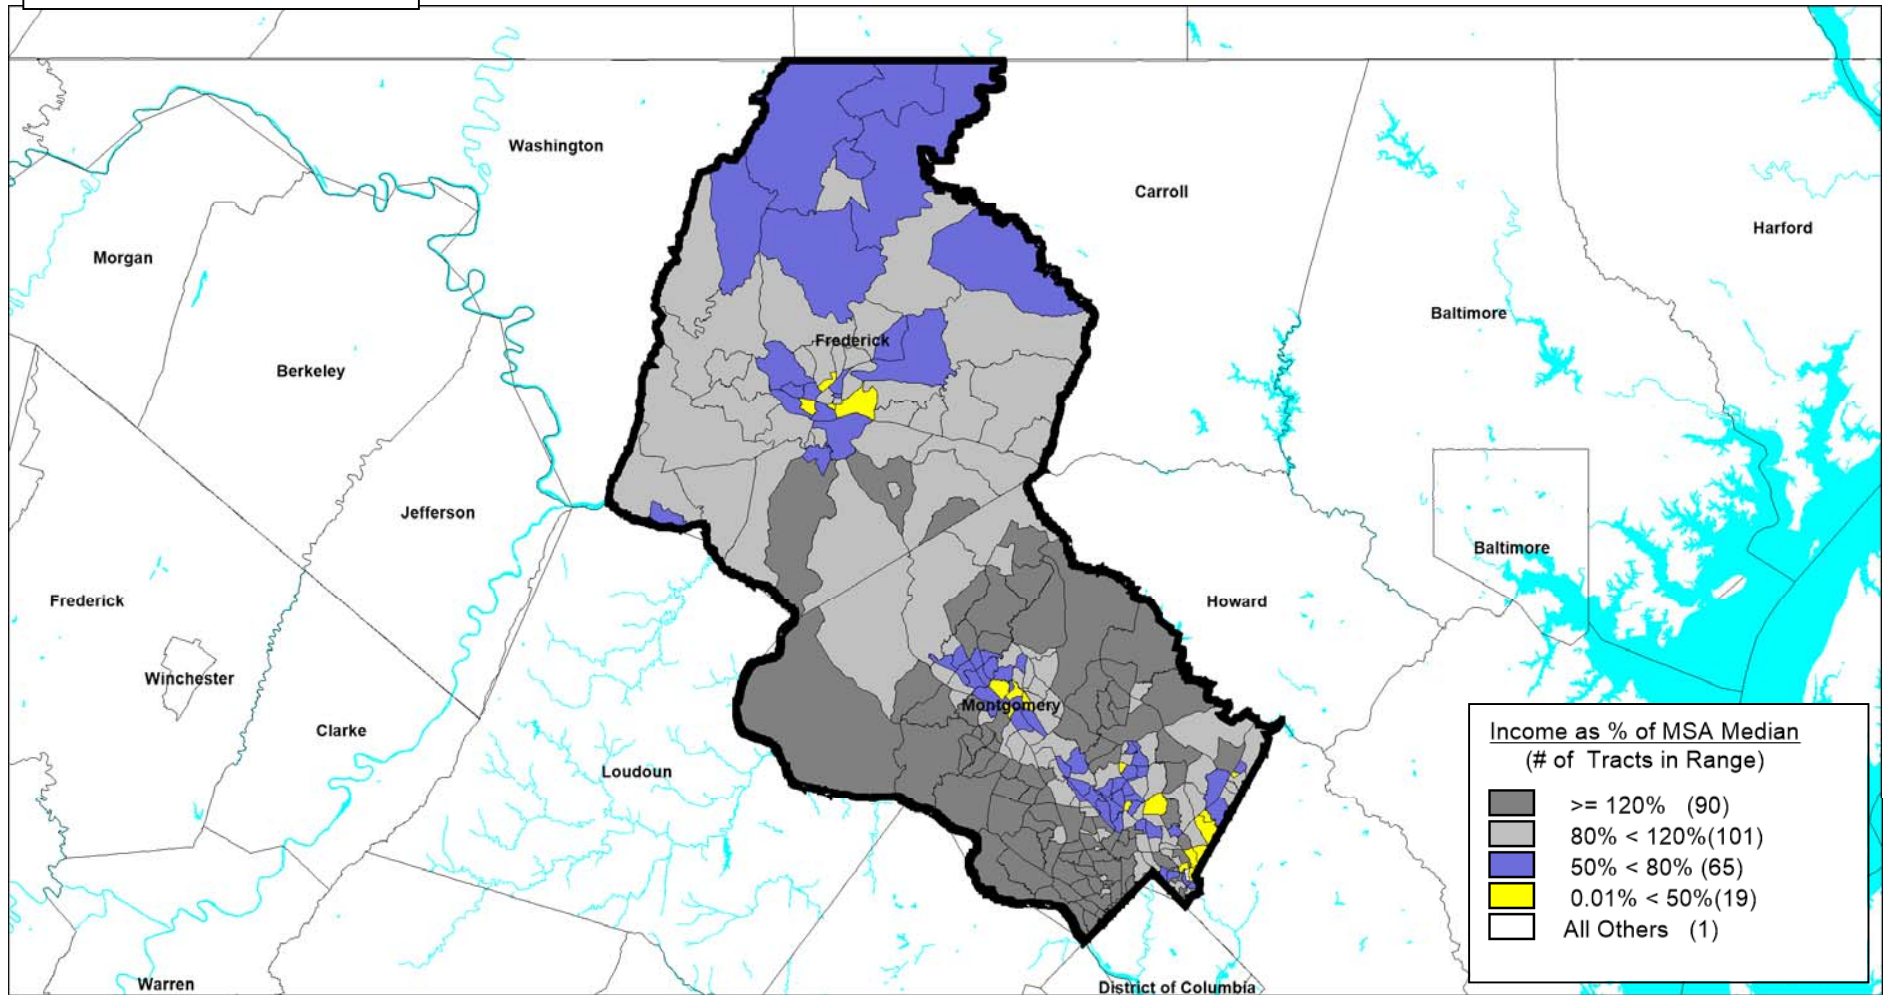 Washington
Carroll
Harford
Morgan
Baltimore
Frederick
Berkeley
Jefferson
Baltimore
Frederick
Howard
Winchester
Montgomery
Clarke
Loudoun
Income as % of MSA Median
(# of Tracts in Range)
>= 120% (90)
80% < 120%(101)
50% < 80% (65)
0.01% < 50%(19)
All Others (1)
Warren
District of Columbia